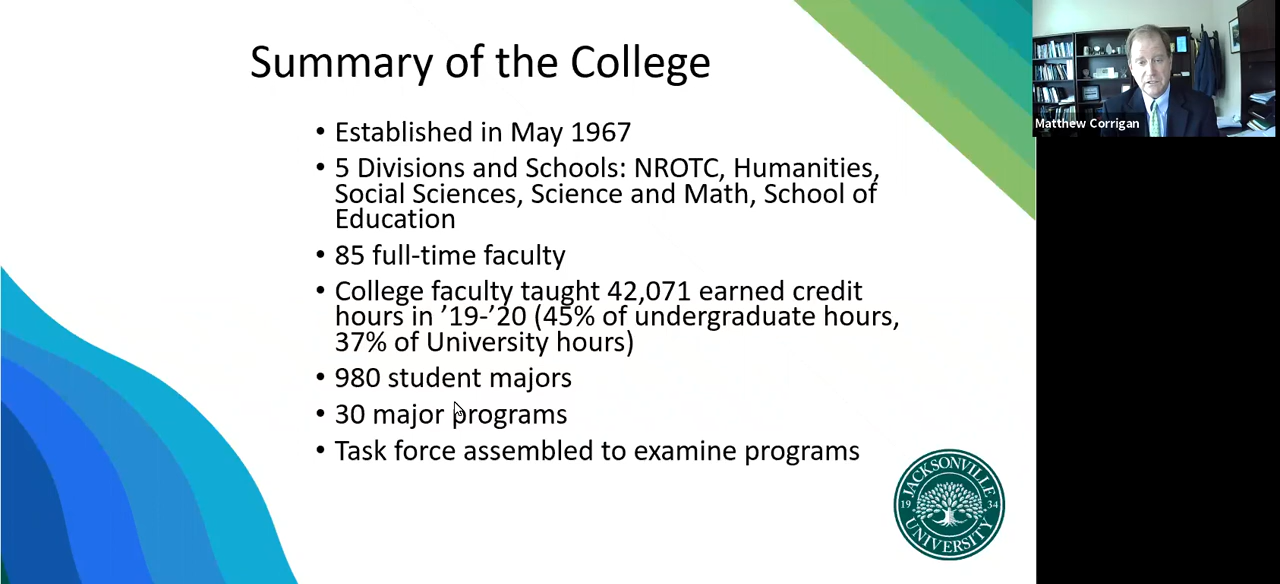 Summary of the College
Matthew Corrigan
• Established in May 1967
• 5 Divisions and Schools: NROTC, Humanities,
Social Sciences, Science and Math, School of
Education
• 85 full-time faculty
• College faculty taught 42,071 earned credit
hours in ’19-’20 (45% of undergraduate hours,
37% of University hours)
• 980 student majors
• 30 major programs
• Task force assembled to examine programs
JACKSONVILLE
19 34
UNIVERSITY